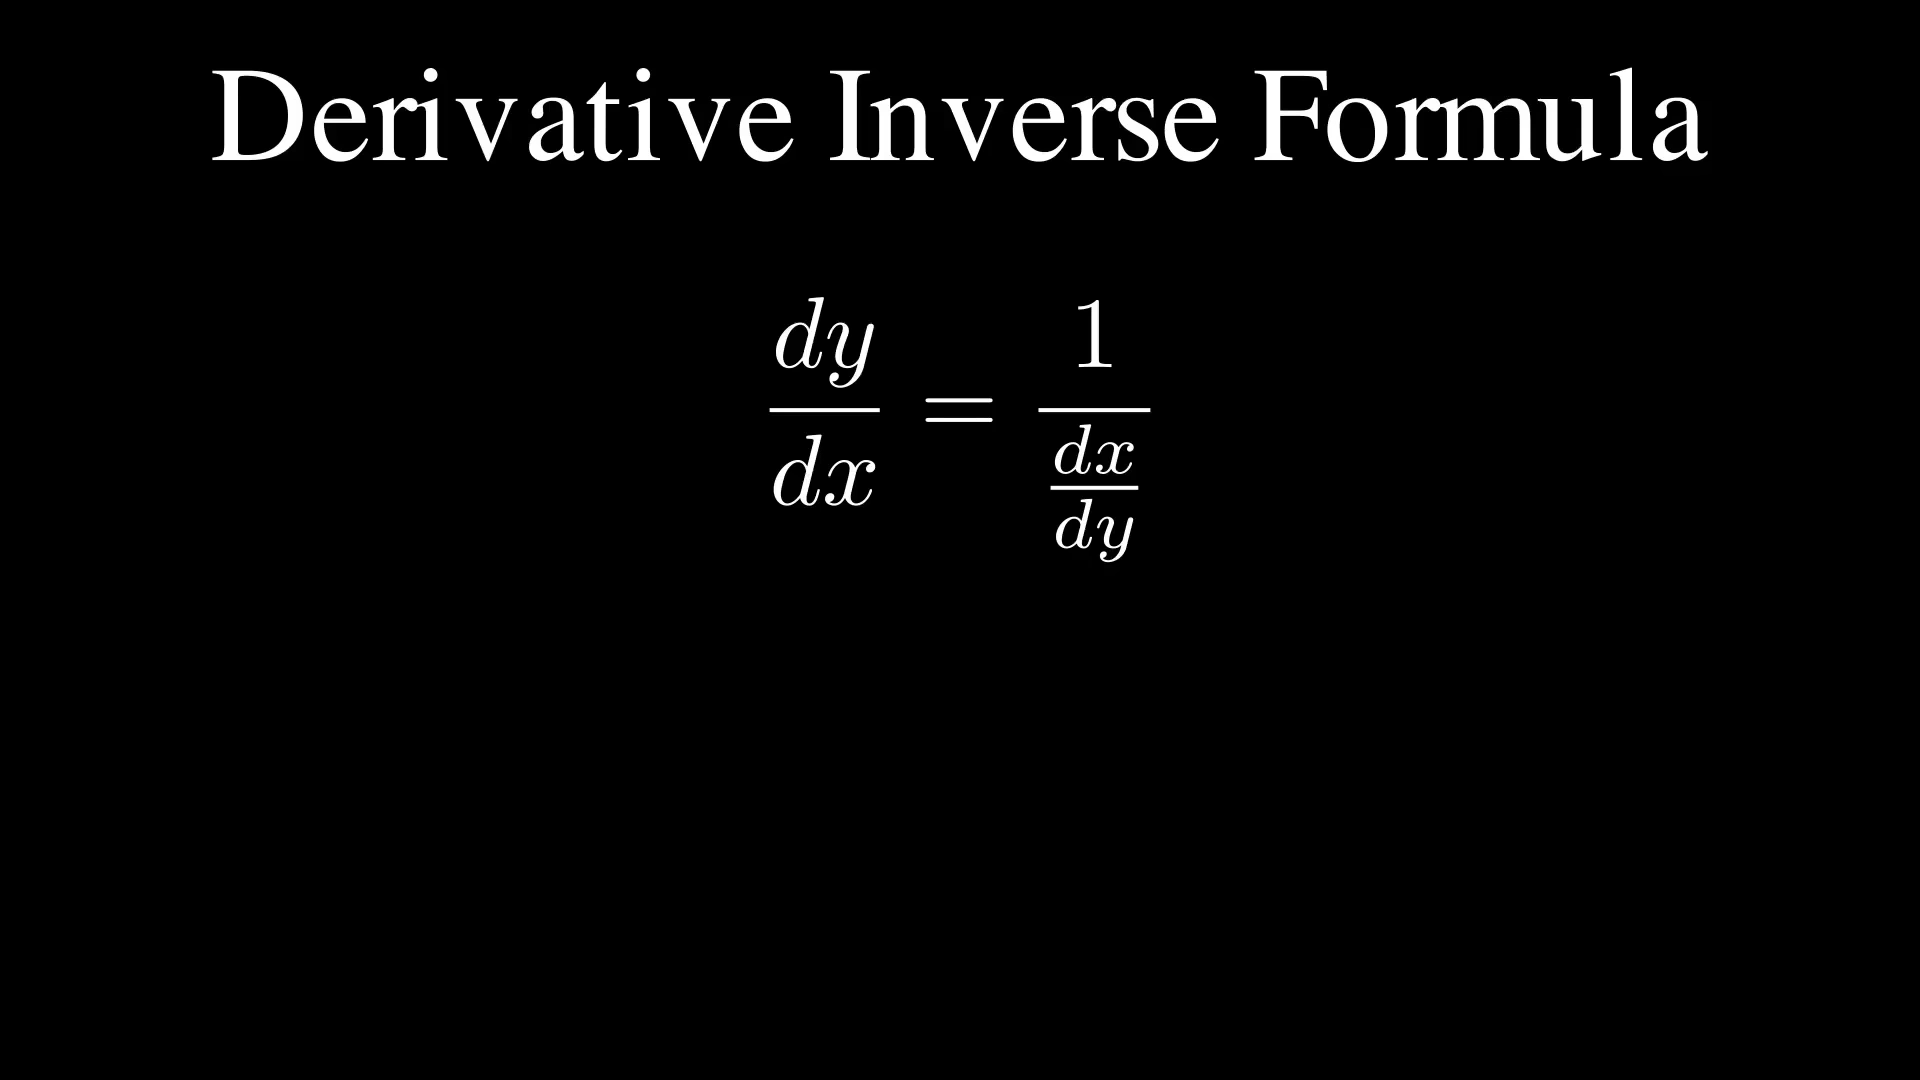 Derivative Inverse Formula
dy/dx = 1/(dx/dy)